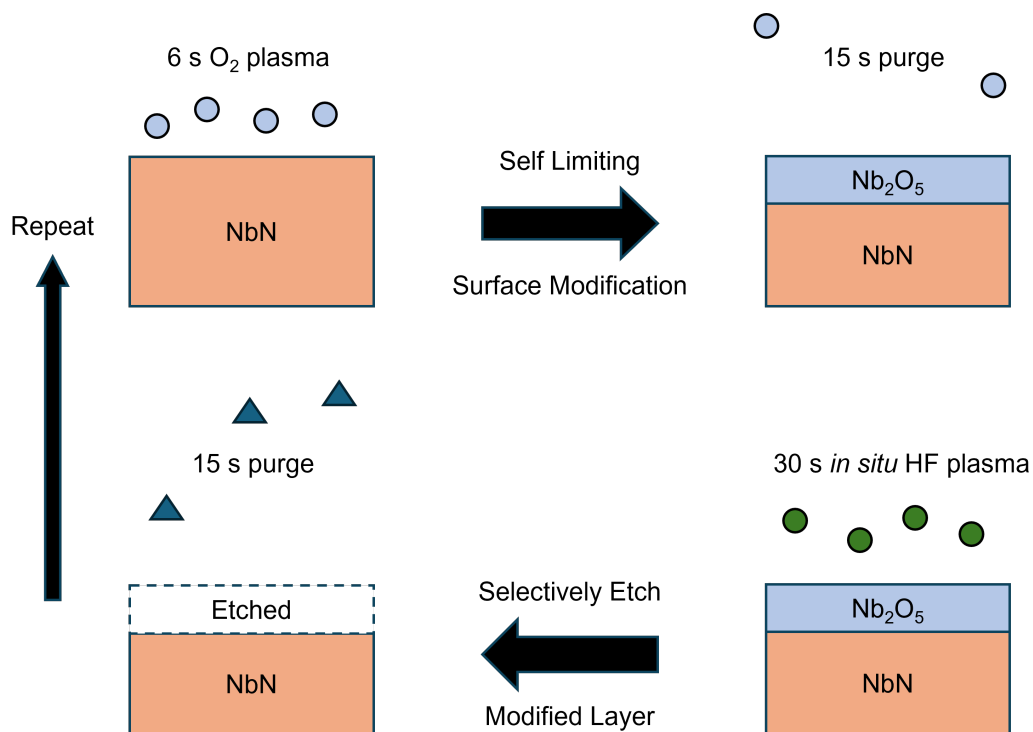 6 s O₂ plasma
15 s purge
Self Limiting
Nb₂O₅
NbN
Repeat
NbN
Surface Modification
15 s purge
30 s in situ HF plasma
Selectively Etch
Etched
Nb₂O₅
NbN
NbN
Modified Layer